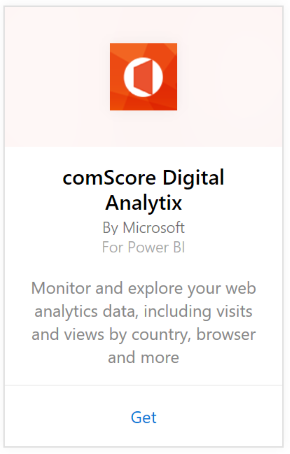 comScore Digital
Analytix
By Microsoft
For Power BI
Monitor and explore your web
analytics data, including visits
and views by country, browser
and more
Get